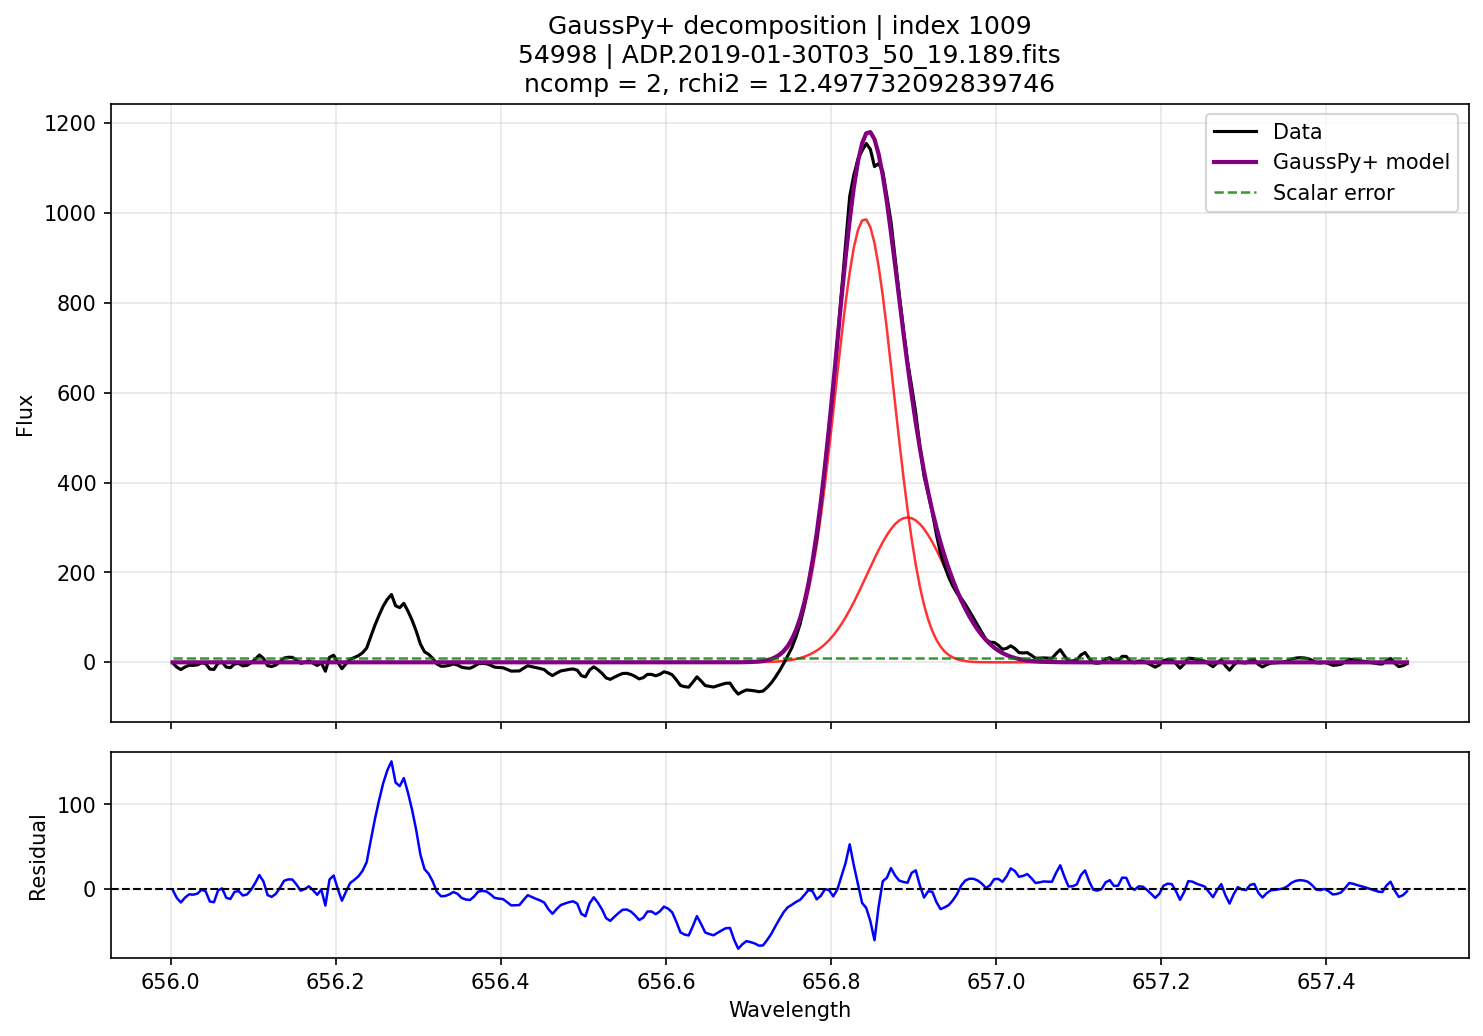 GaussPy+ decomposition | index 1009
54998 | ADP.2019-01-30T03_50_19.189.fits
ncomp = 2, rchi2 = 12.497732092839746
Flux
1200
1000
800
600
400
200
0
Data
GaussPy+ model
Scalar error
Residual
100
0
656.0
656.2
656.4
656.6
656.8
657.0
657.2
657.4
Wavelength